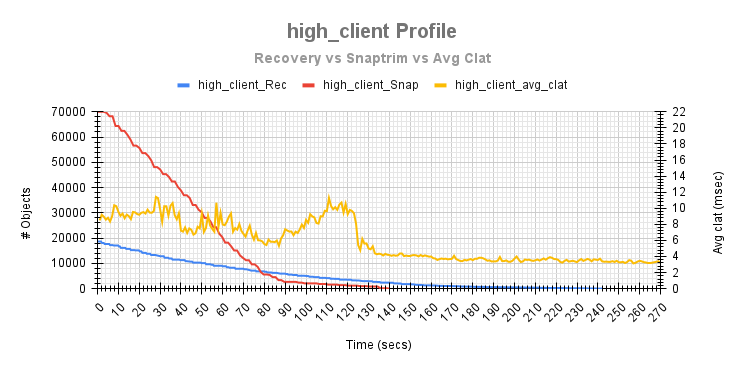 high_client Profile
Recovery vs Snaptrim vs Avg Clat
high_client_Rec high_client_Snap high_client_avg_clat
70000
60000
50000
40000
30000
20000
10000
0
# Objects
22
20
18
16
14
12
10
8
6
4
2
0
Avg clat (msec)
0 10 20 30 40 50 60 70 80 90 100 110 120 130 140 150 160 170 180 190 200 210 220 230 240 250 260 270
Time (secs)